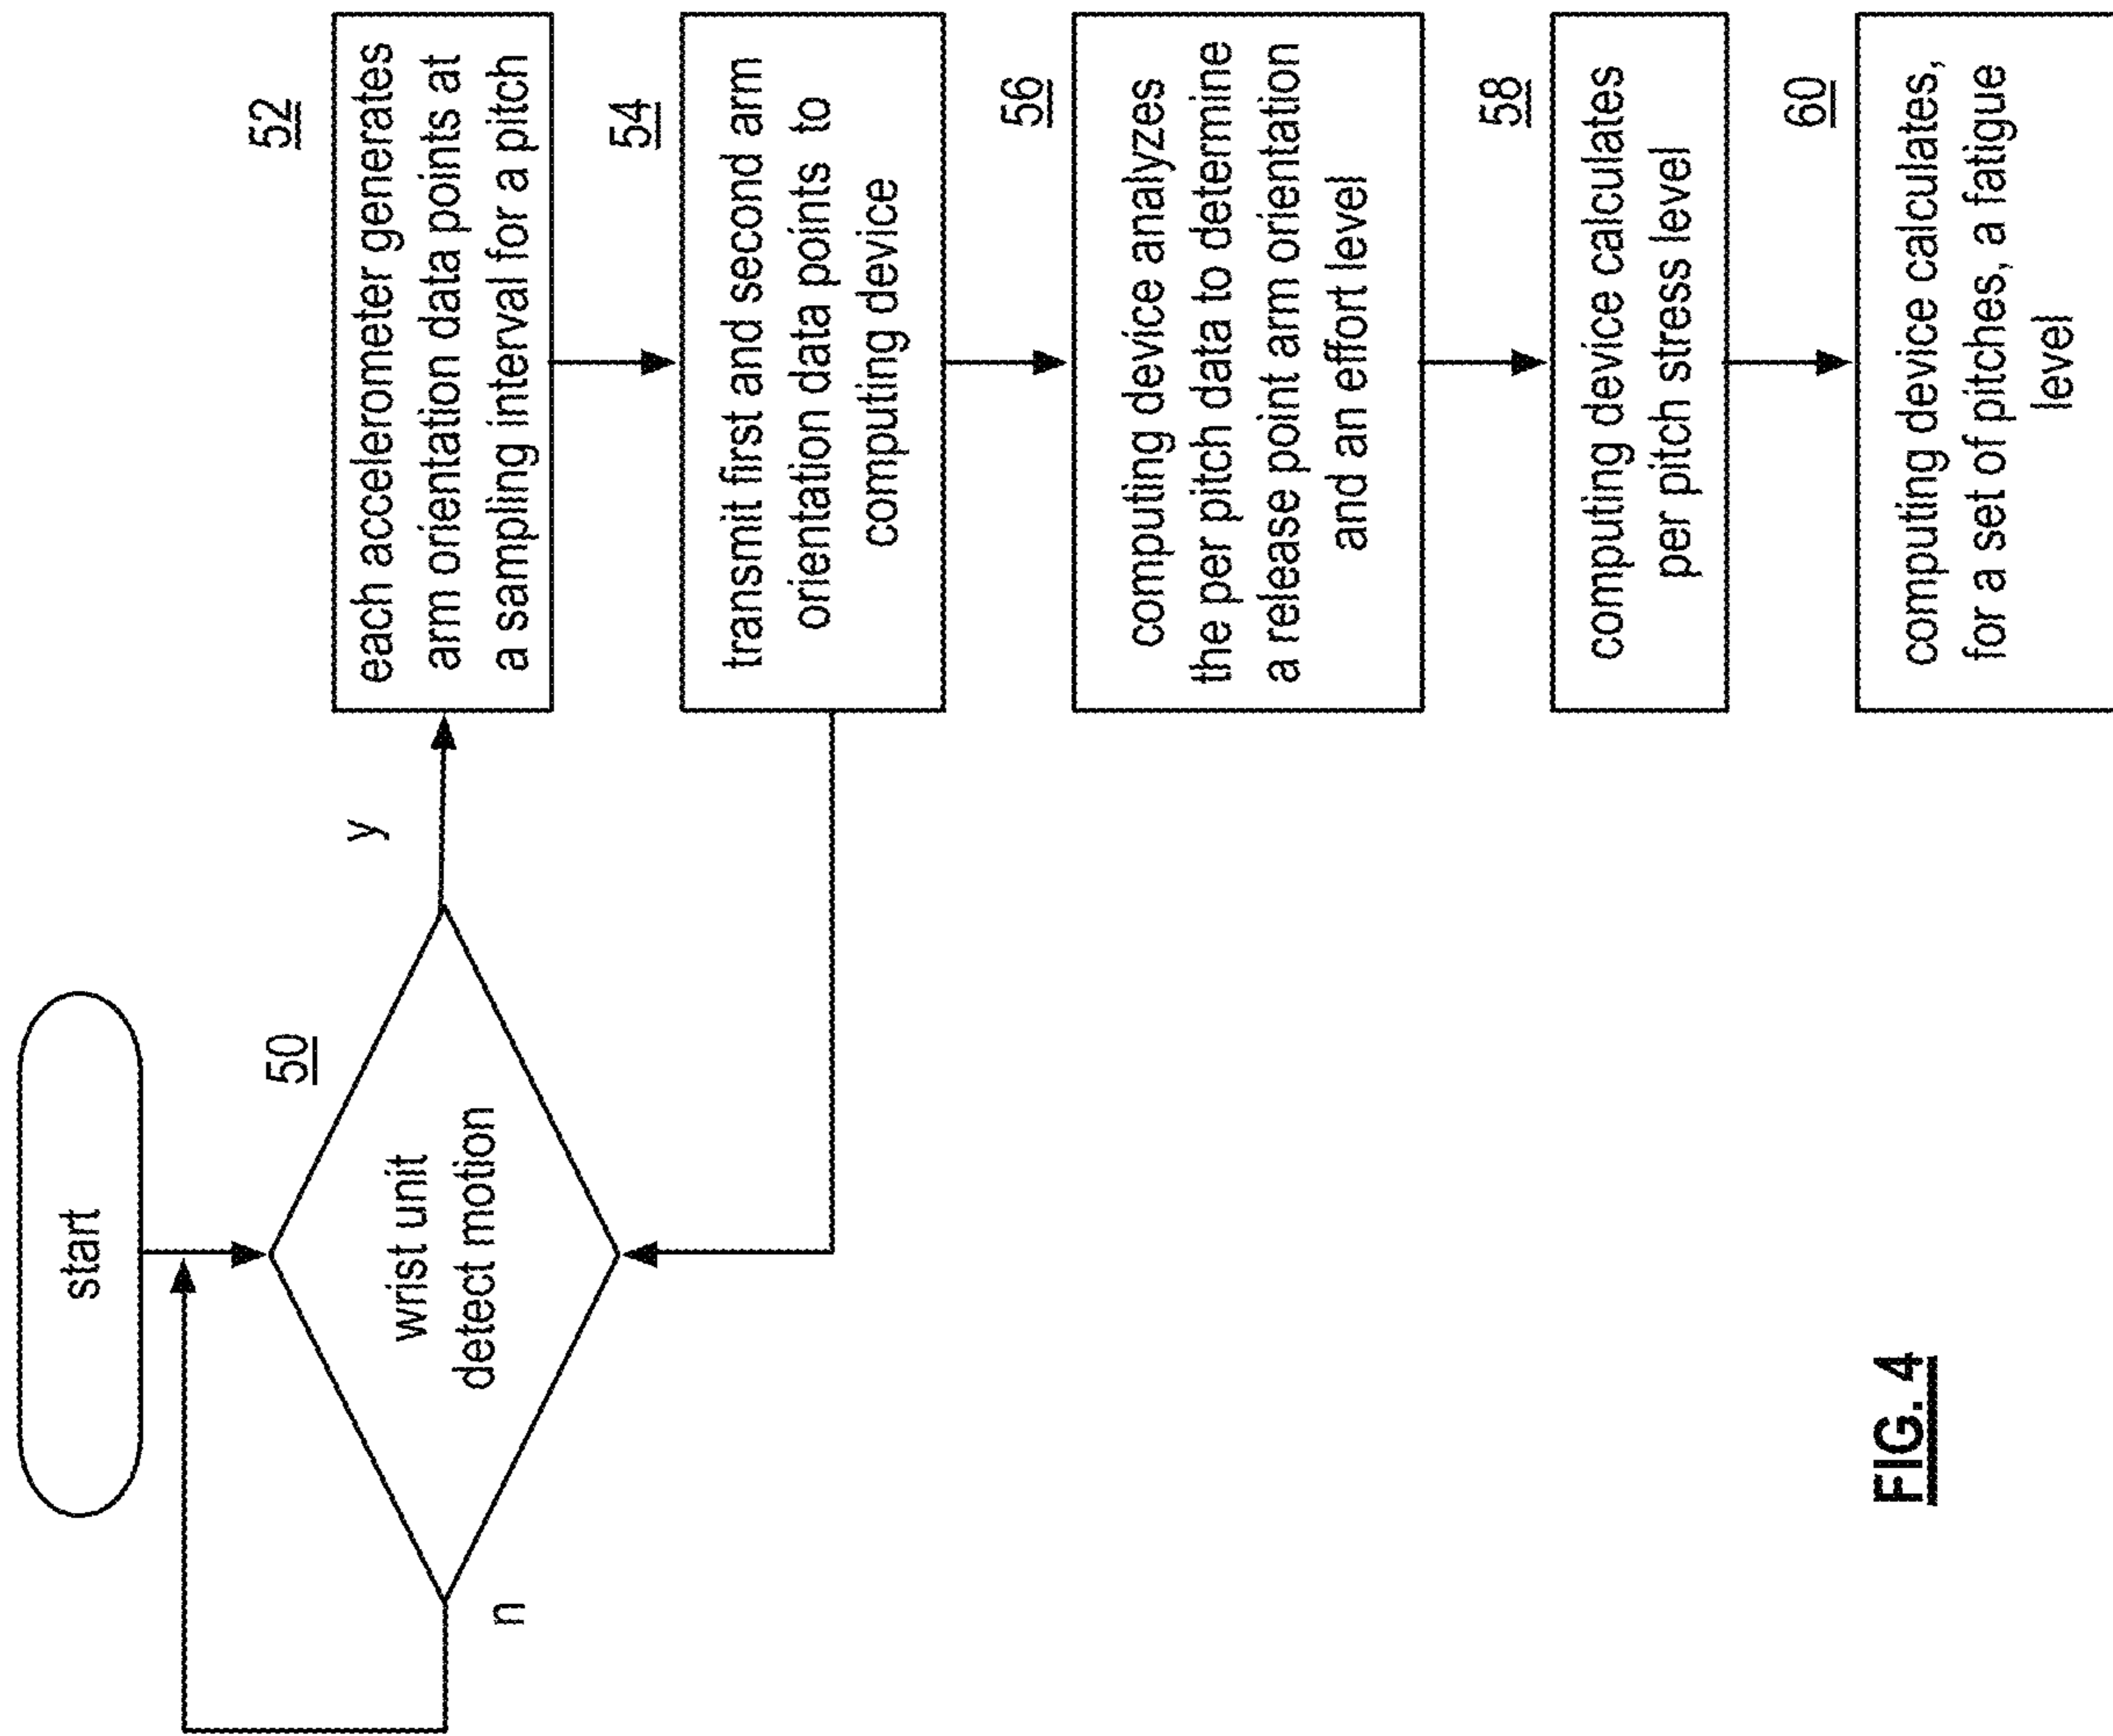 start
50
wrist unit
detect motion
n
y
52
each accelerometer generates
arm orientation data points at
a sampling interval for a pitch
54
transmit first and second arm
orientation data points to
computing device
56
computing device analyzes
the per pitch data to determine
a release point arm orientation
and an effort level
58
computing device calculates
per pitch stress level
60
computing device calculates,
for a set of pitches, a fatigue
level
FIG. 4